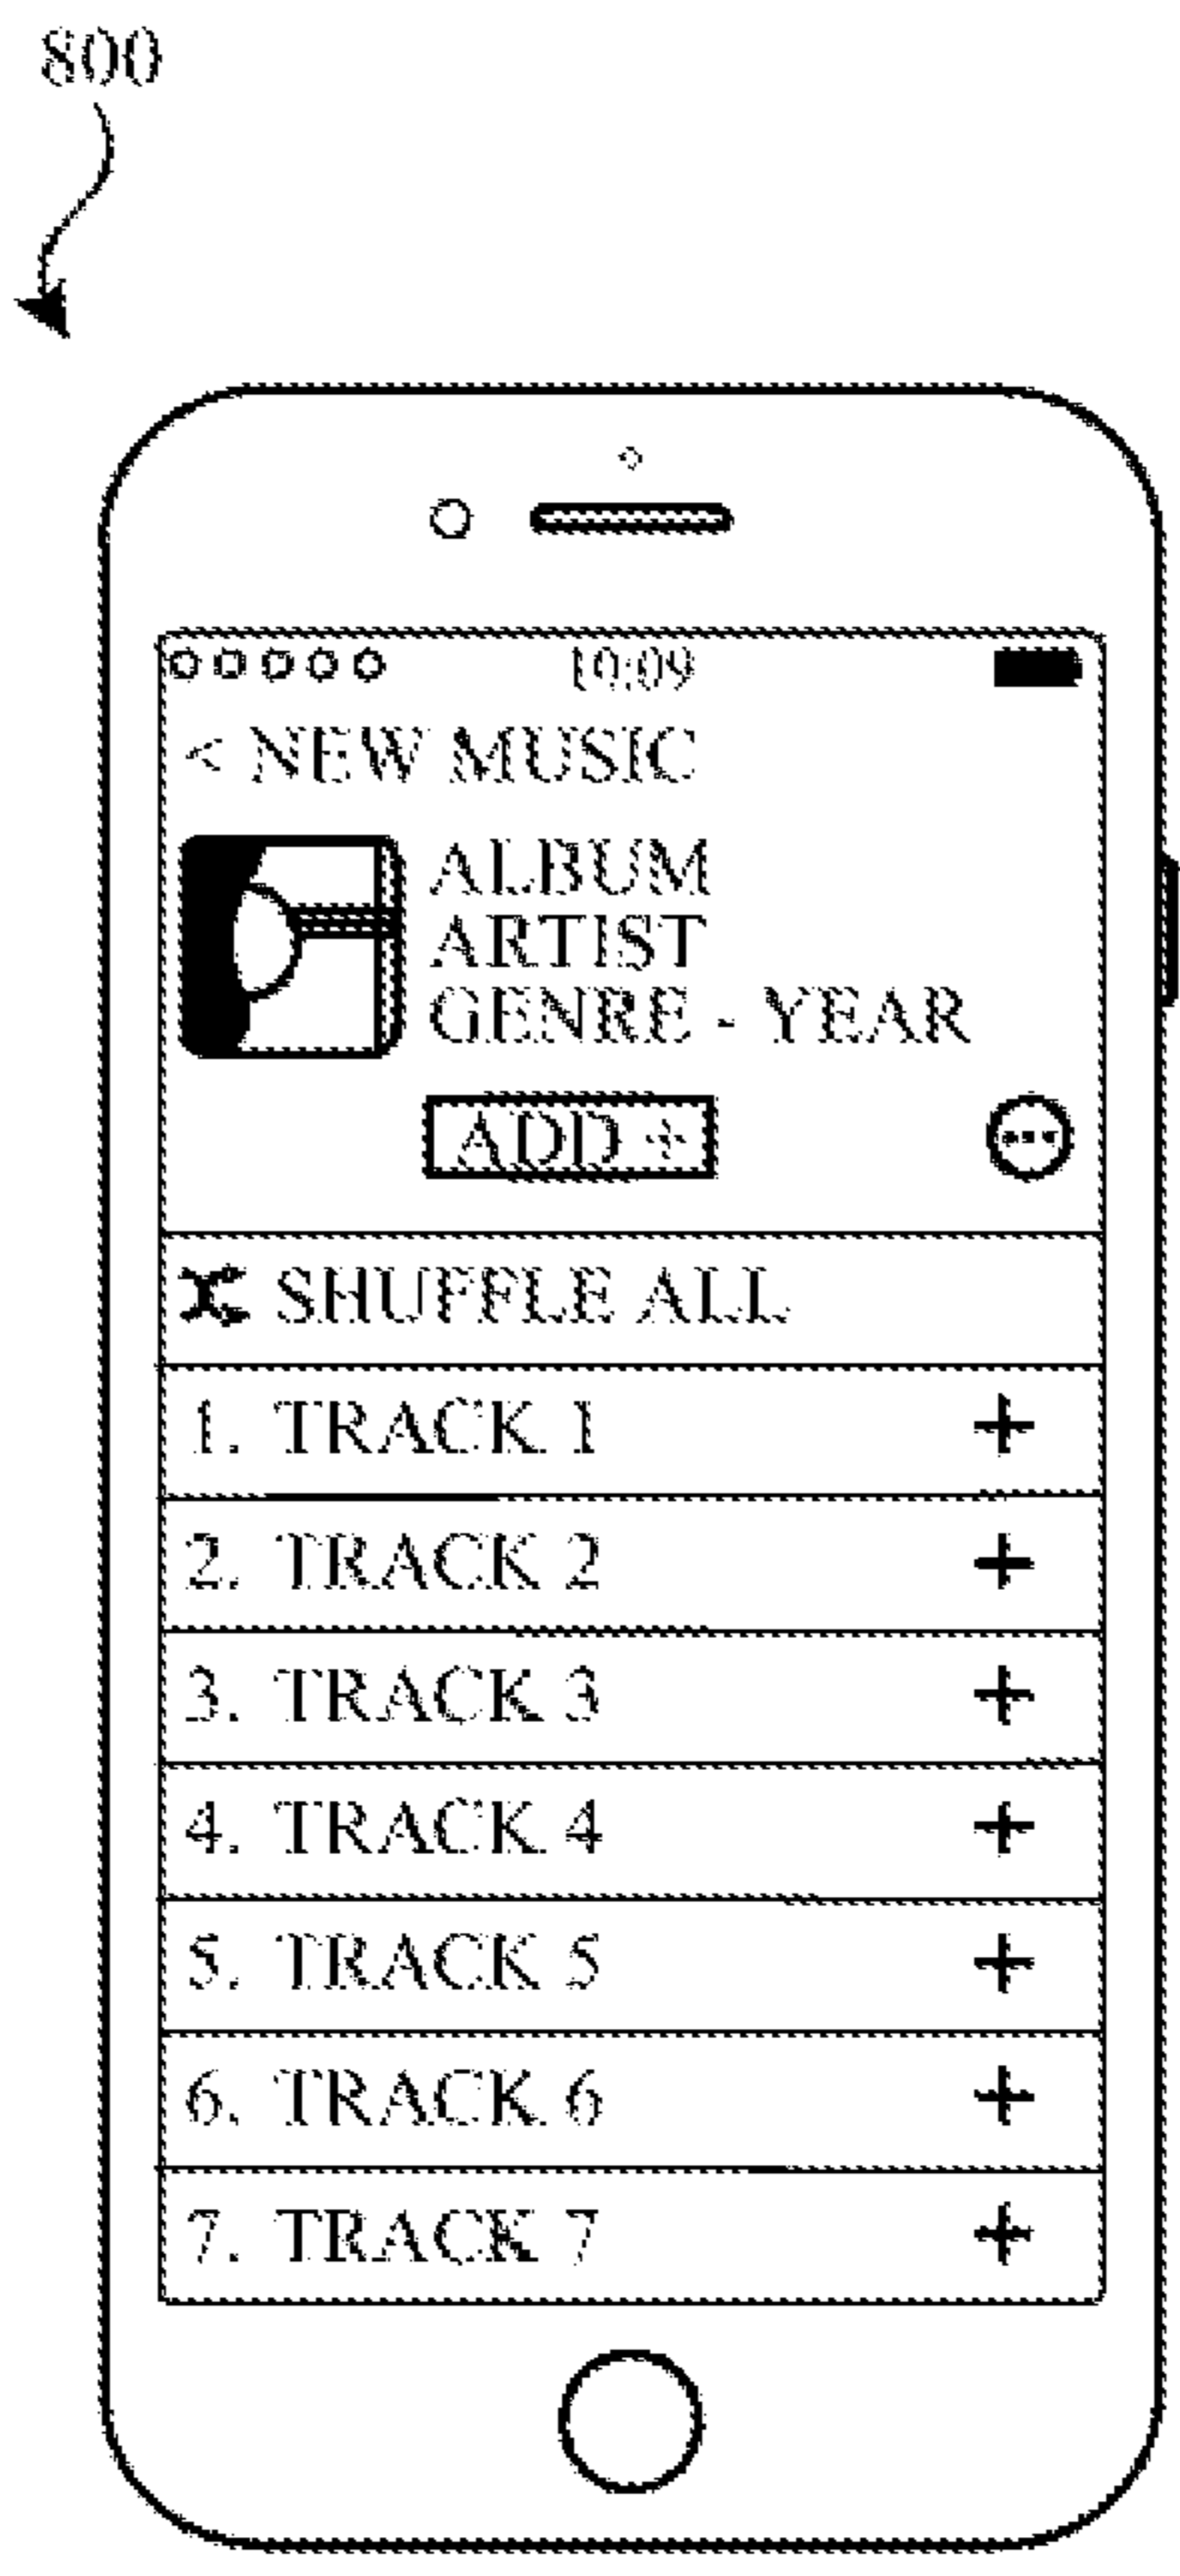 800
10:09
< NEW MUSIC
ALBUM
ARTIST
GENRE - YEAR
ADD +
SHUFFLE ALL
1. TRACK 1 +
2. TRACK 2 +
3. TRACK 3 +
4. TRACK 4 +
5. TRACK 5 +
6. TRACK 6 +
7. TRACK 7 +